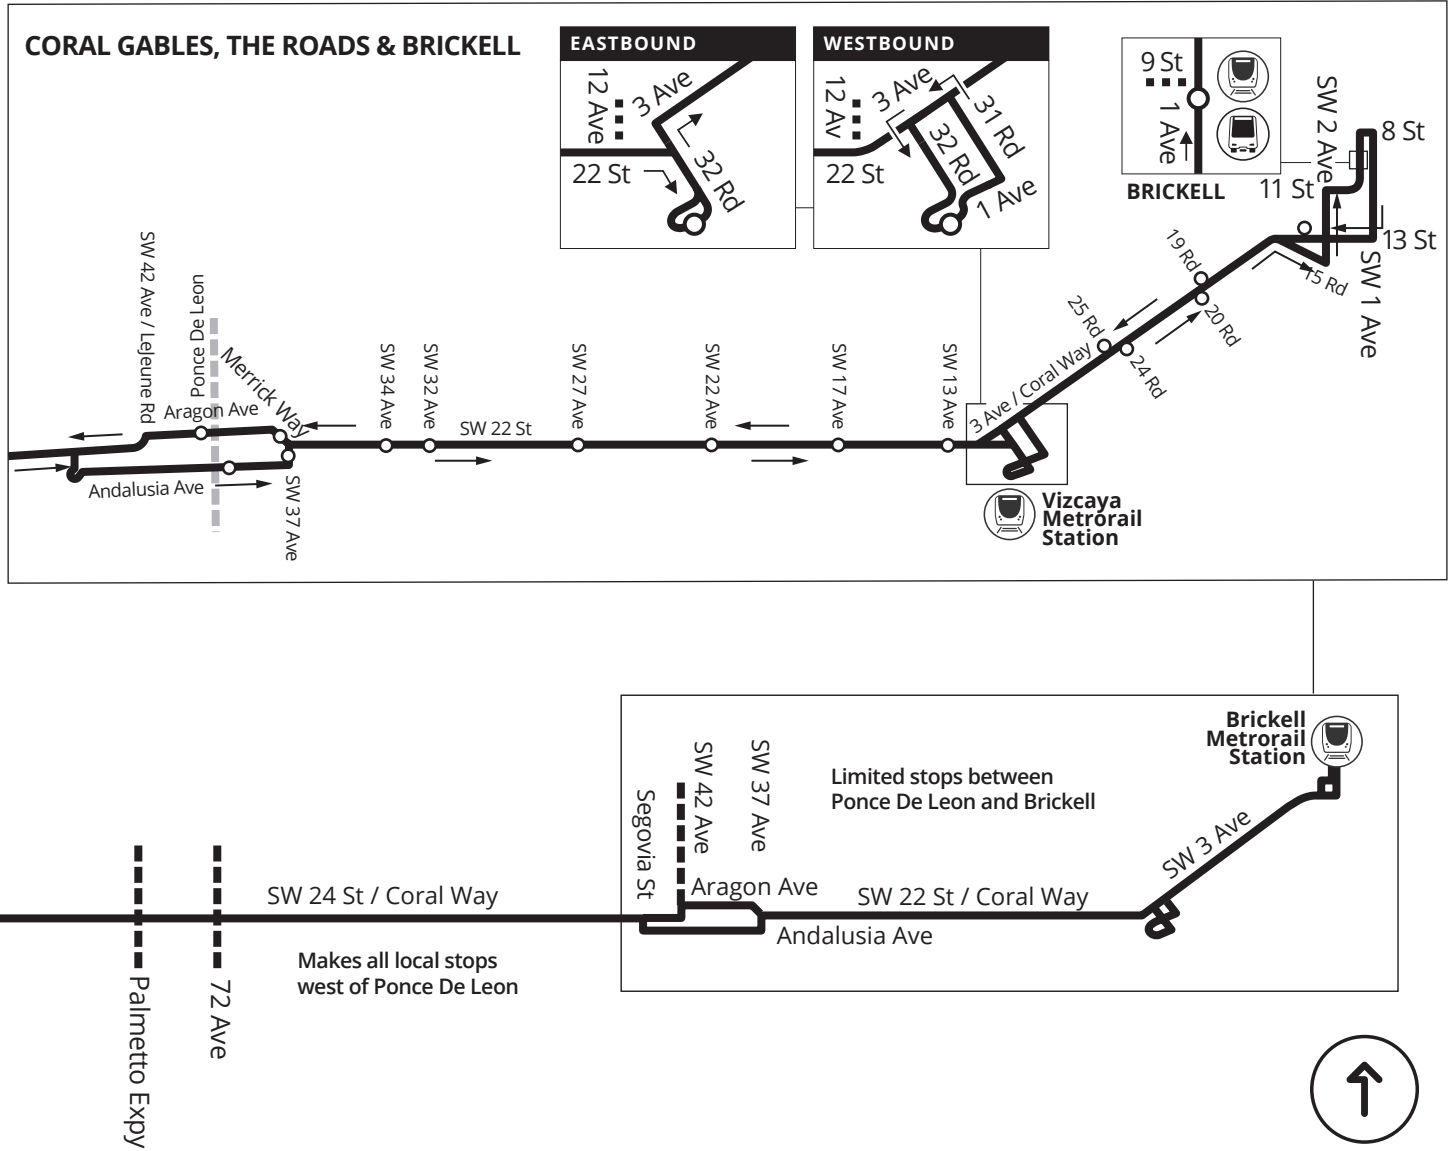 CORAL GABLES, THE ROADS & BRICKELL
EASTBOUND
12 Ave
3 Ave
22 St
32 Rd
WESTBOUND
12 Av
3 Ave
31 Rd
32 Rd
22 St
1 Ave
9 St
1 Ave
BRICKELL
SW 2 Ave
8 St
11 St
13 St
15 Rd
SW 1 Ave
19 Rd
20 Rd
25 Rd
24 Rd
3 Ave / Coral Way
SW 42 Ave / LeJeune Rd
Ponce De Leon
Merrick Way
Aragon Ave
Andalusia Ave
SW 37 Ave
SW 34 Ave
SW 32 Ave
SW 22 St
SW 27 Ave
SW 22 Ave
SW 17 Ave
SW 13 Ave
Vizcaya
Metrorail
Station
Brickell
Metrorail
Station
Limited stops between
Ponce De Leon and Brickell
Segovia St
SW 42 Ave
SW 37 Ave
SW 3 Ave
Aragon Ave
SW 22 St / Coral Way
Andalusia Ave
SW 24 St / Coral Way
Makes all local stops
west of Ponce De Leon
Palmetto Expy
72 Ave